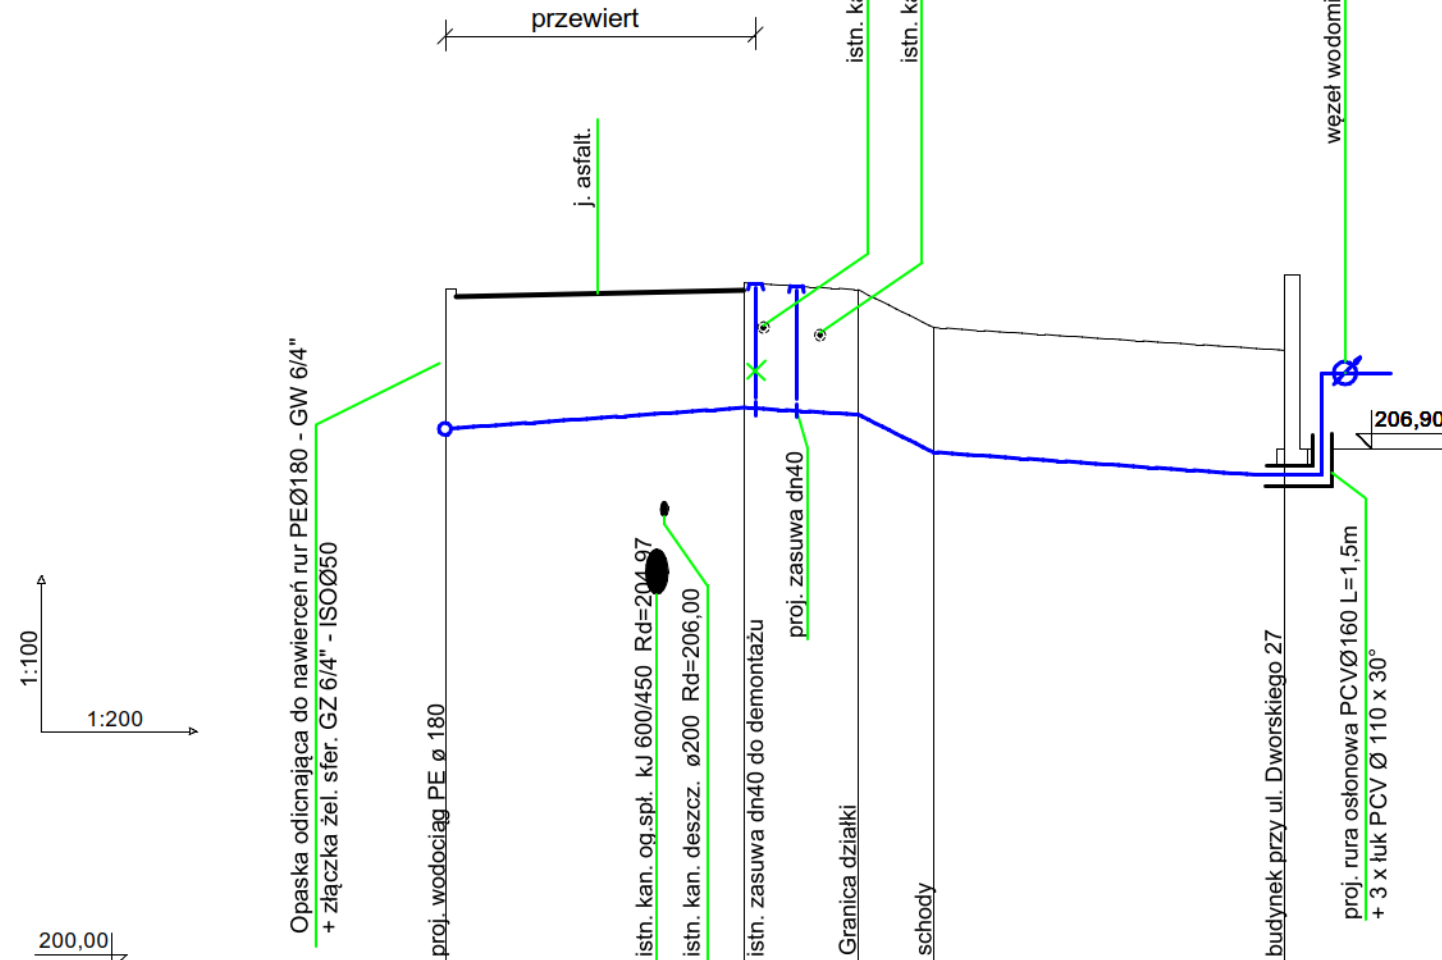 przewiert
istn. ka
istn. ka
węzeł wodomi
j. asfalt.
Opaska odicnająca do nawierceń rur PEØ180 - GW 6/4"
+ złączka żel. sfer. GZ 6/4" - ISOØ50
206,90
1:100
1:200
proj. wodociąg PE ø 180
istn. kan. og.spł. kJ 600/450 Rd=204,97
istn. kan. deszcz. ø200 Rd=206,00
istn. zasuwa dn40 do demontażu
proj. zasuwa dn40
Granica działki
schody
budynek przy ul. Dworskiego 27
proj. rura osłonowa PCVØ160 L=1,5m
+ 3 x łuk PCV Ø 110 x 30°
200,00